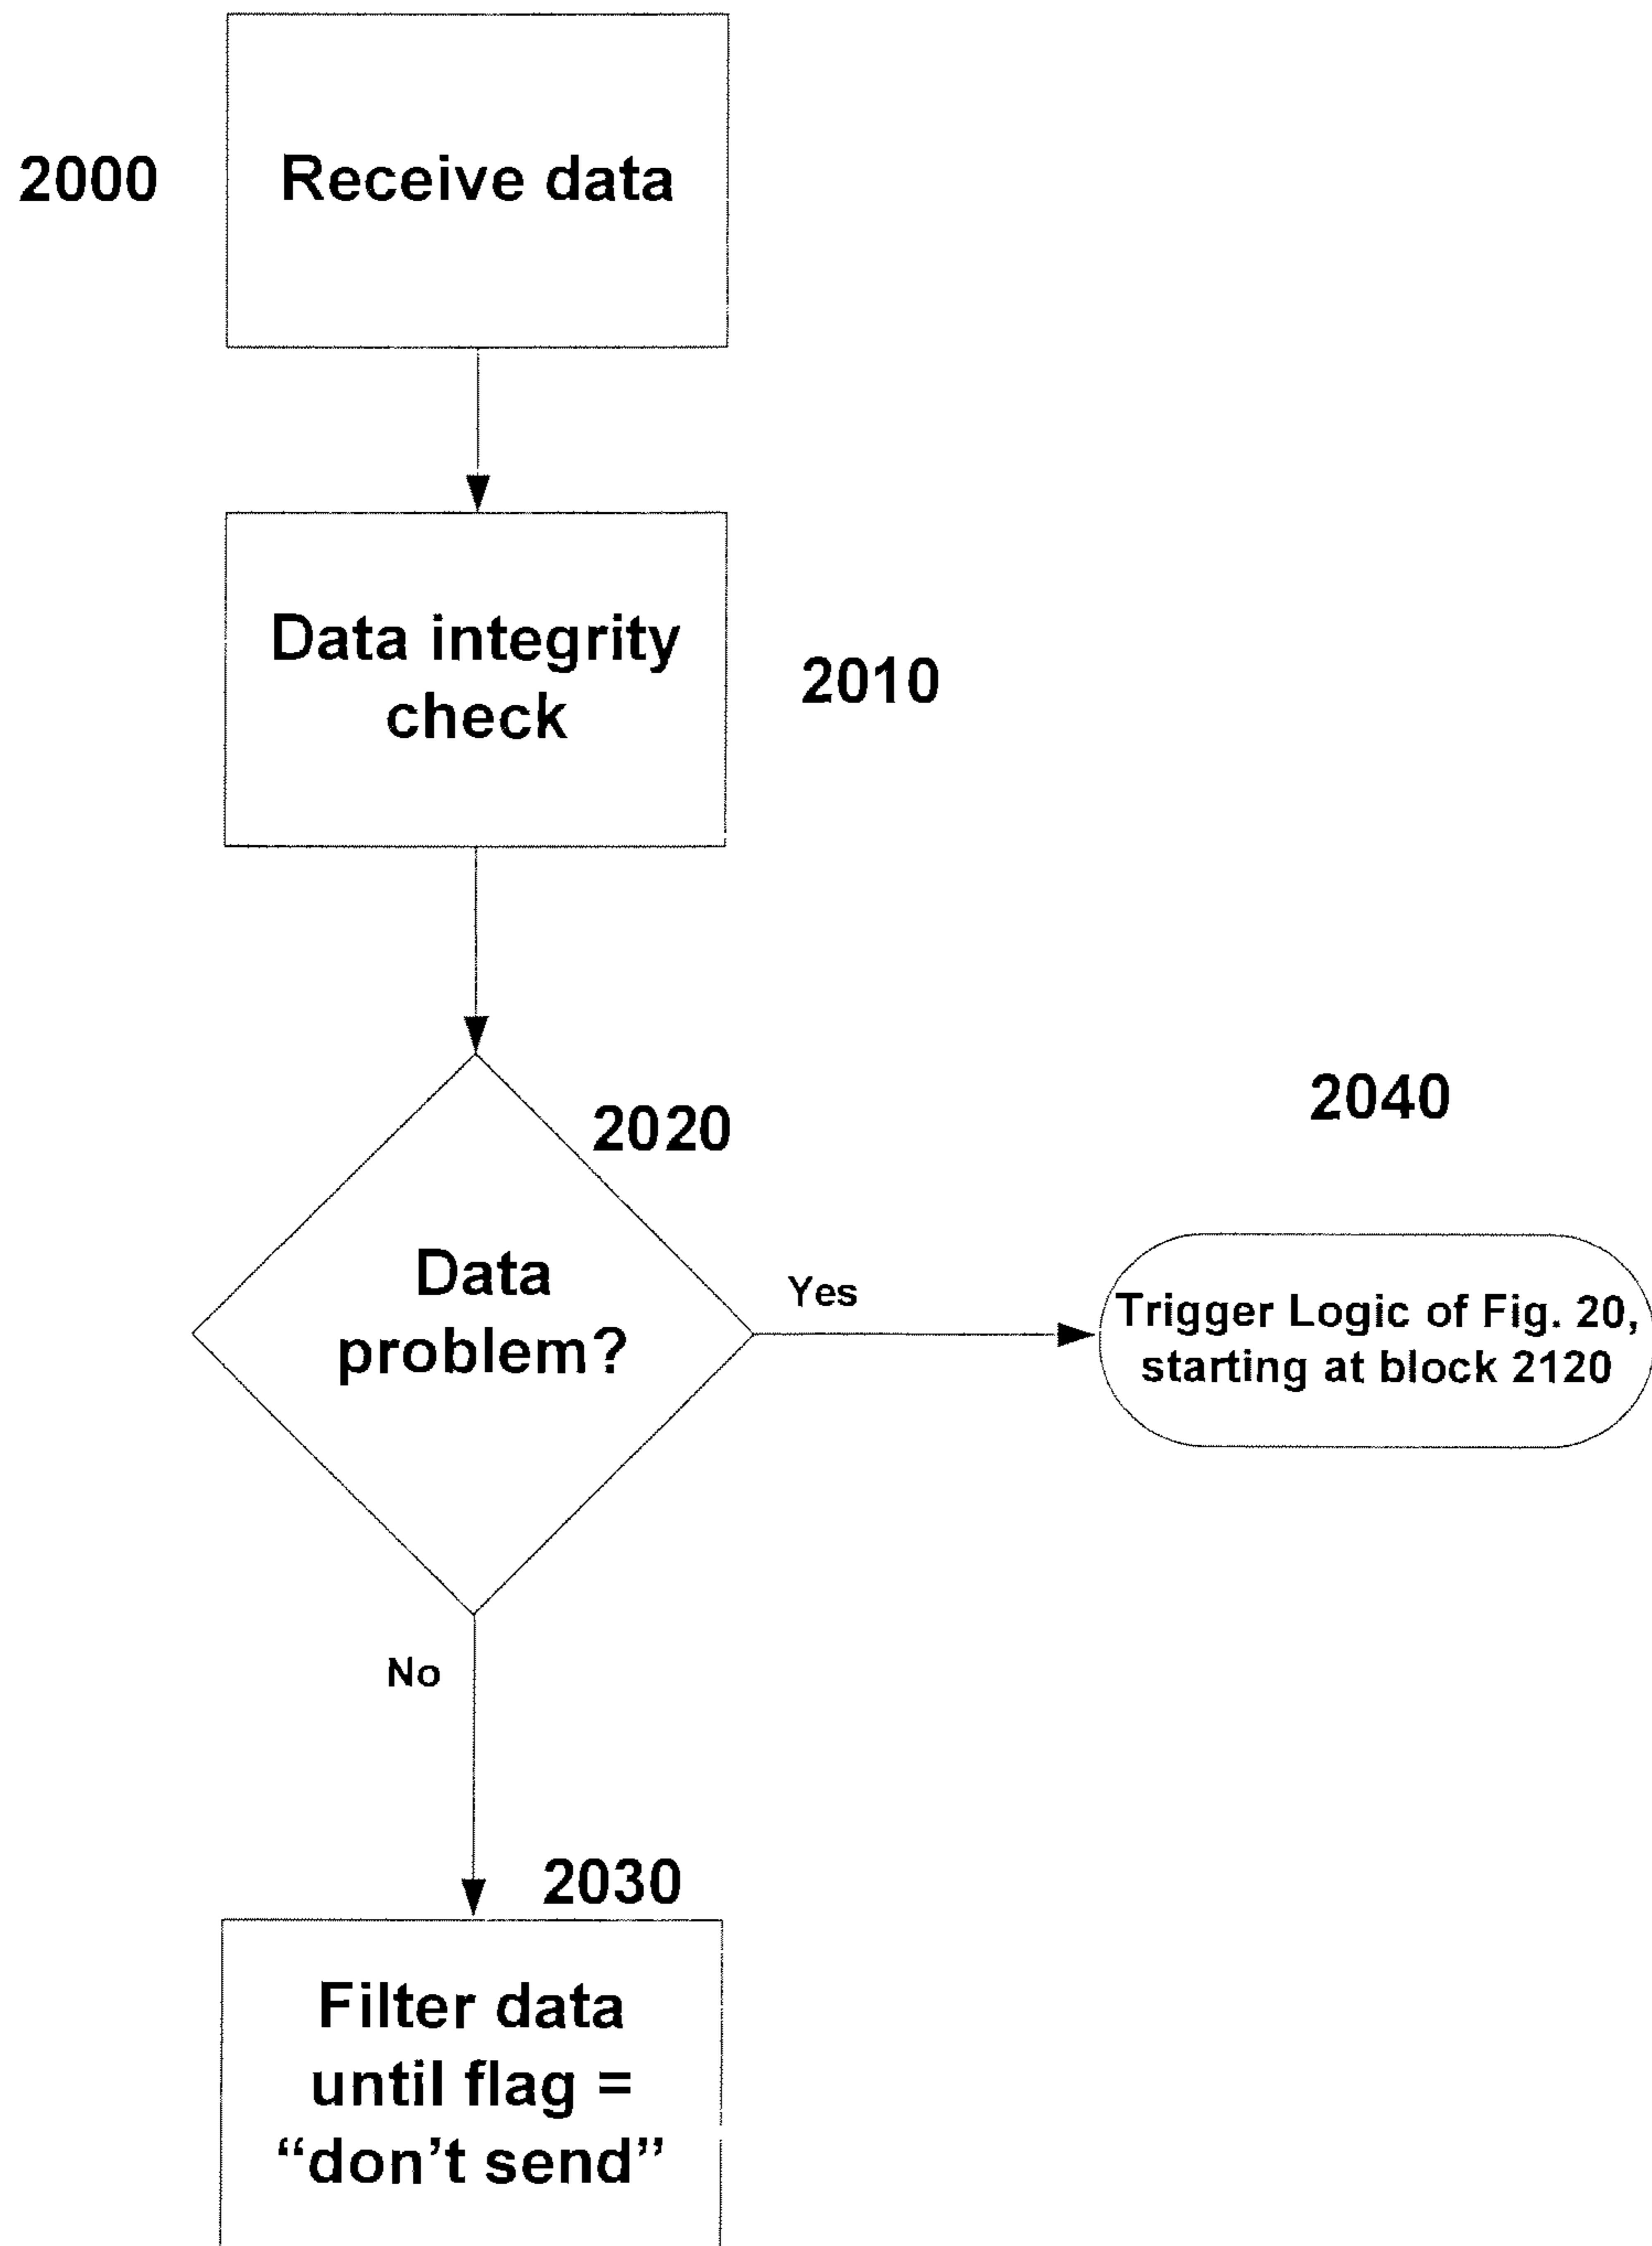 2000
Receive data
Data integrity
check
2010
2020
2040
Data
problem?
Yes
Trigger Logic of Fig. 20,
starting at block 2120
No
2030
Filter data
until flag =
“don’t send”